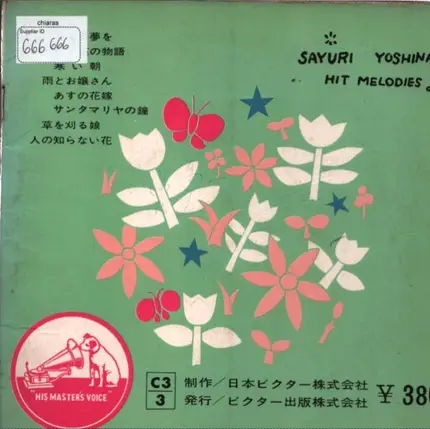 chiaras
Supplier ID
666 666
夢を
の物語
寒い朝
雨とお嬢さん
あすの花嫁
サンタマリヤの鐘
草を刈る娘
人の知らない花
SAYURI YOSHINA
HIT MELODIES
HIS MASTER'S VOICE
C3
3
制作／日本ビクター株式会社
発行／ビクター出版株式会社
¥ 380